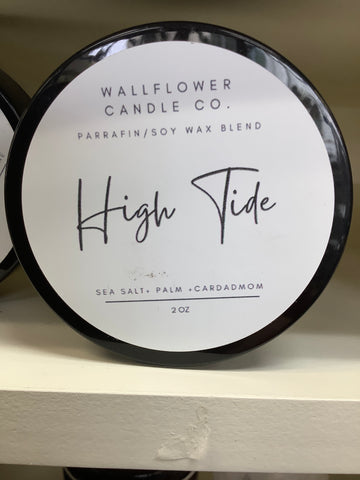 WALLFLOWER
CANDLE CO.
PARRAFIN/SOY WAX BLEND
High Tide
SEA SALT+ PALM +CARDADMOM
2 OZ